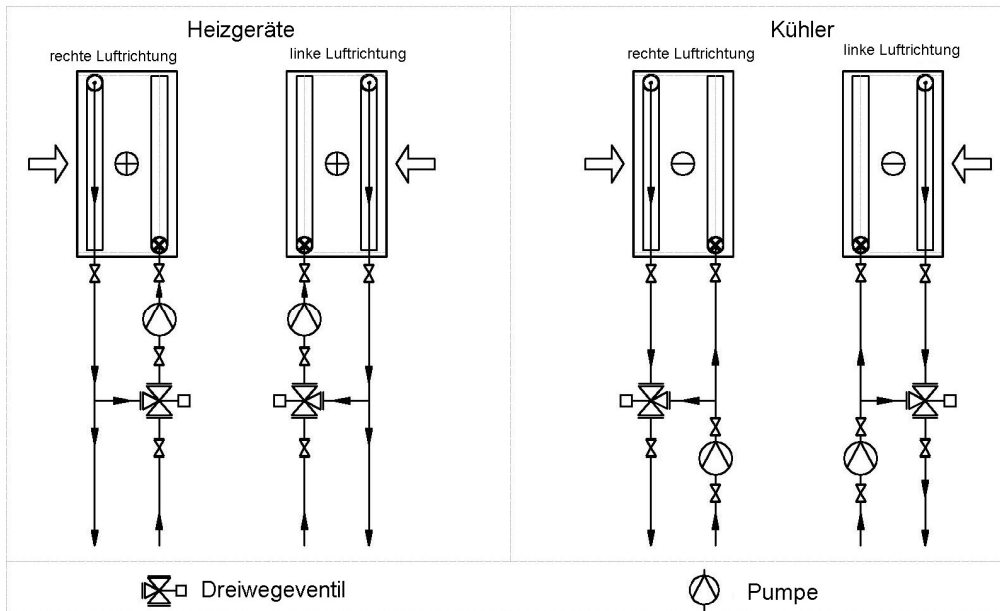 Heizgeräte
rechte Luftrichtung
linke Luftrichtung
Kühler
rechte Luftrichtung
linke Luftrichtung
Dreiwegeventil
Pumpe